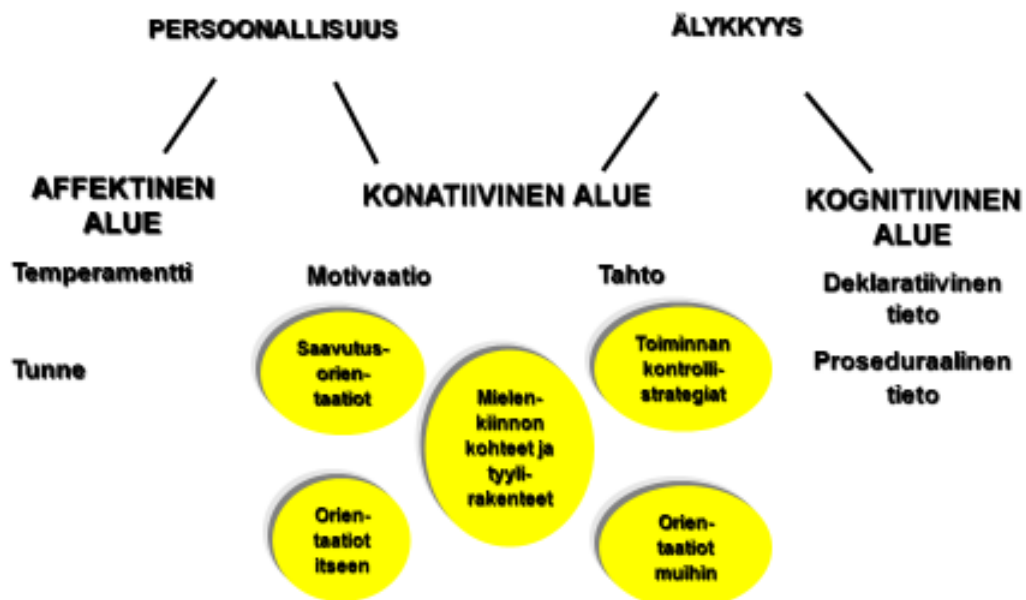 PERSOONALLISUUS
ÄLYKKYYS
AFFEKTINEN
ALUE
KONATIIVINEN ALUE
KOGNITIIVINEN
ALUE
Temperamentti
Motivaatio
Tahto
Deklaratiivinen
tieto
Tunne
Saavutus-
orien-
taatiot
Mielen-
kiinnon
kohteet ja
tyyli-
rakenteet
Toiminnan
kontrolli-
strategiat
Proseduraalinen
tieto
Orien-
taatiot
Itseen
Orien-
taatiot
muihin